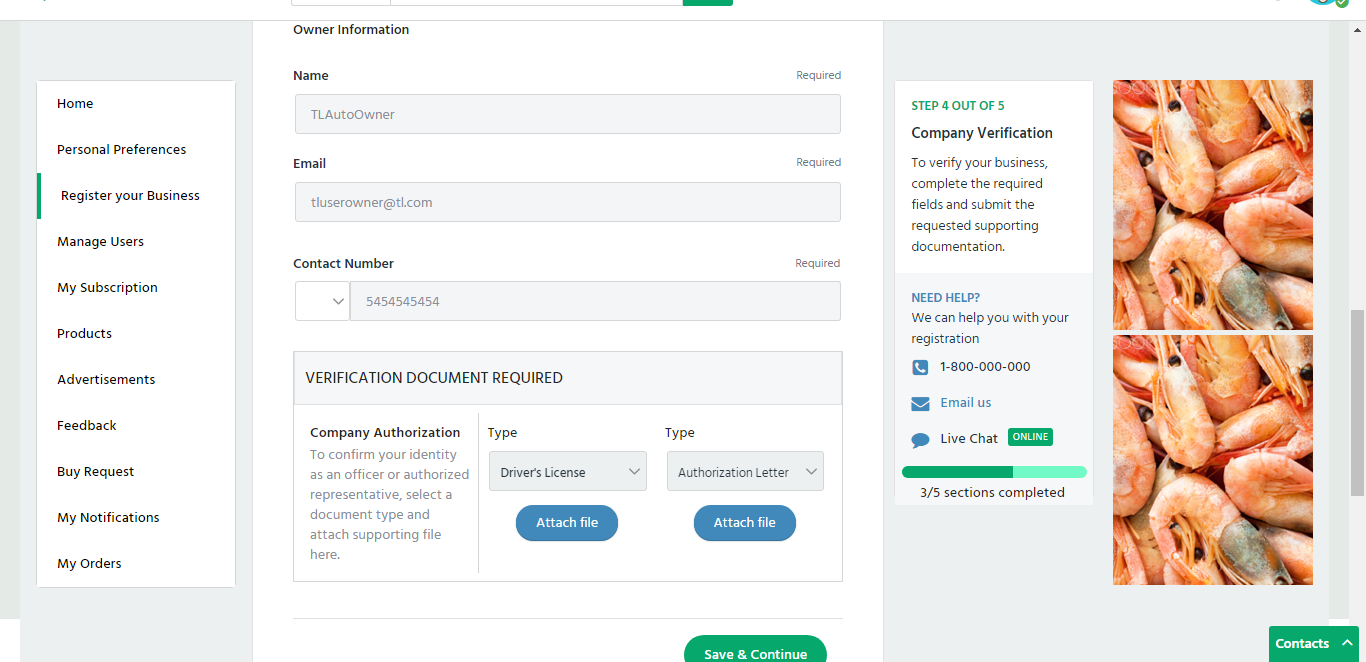 Owner Information
Name
Required
TLAutoOwner
Email
Required
tluserowner@tl.com
Contact Number
Required
5454545454
VERIFICATION DOCUMENT REQUIRED
Company Authorization
To confirm your identity
as an officer or authorized
representative, select a
document type and
attach supporting file
here.
Type
Driver's License
Attach file
Type
Authorization Letter
Attach file
Save & Continue
Home
Personal Preferences
Register your Business
Manage Users
My Subscription
Products
Advertisements
Feedback
Buy Request
My Notifications
My Orders
STEP 4 OUT OF 5
Company Verification
To verify your business,
complete the required
fields and submit the
requested supporting
documentation.
NEED HELP?
We can help you with your
registration
1-800-000-000
Email us
Live Chat ONLINE
3/5 sections completed
Contacts